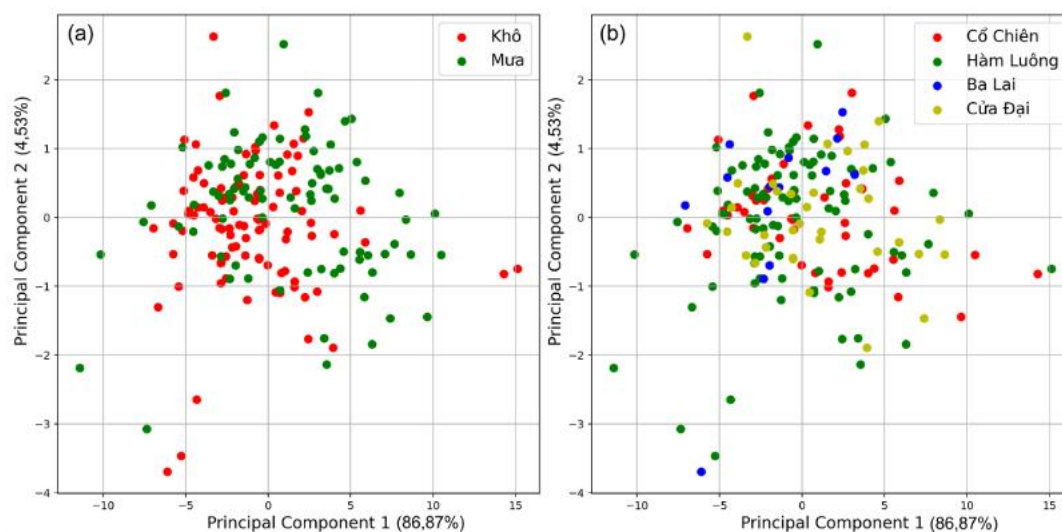 (a)
Khô
Mưa
2
1
0
−1
−2
−3
−4
−10
−5
0
5
10
15
Principal Component 2 (4,53%)
Principal Component 1 (86,87%)
(b)
Cổ Chiên
Hàm Luông
Ba Lai
Cửa Đại
2
1
0
−1
−2
−3
−4
−10
−5
0
5
10
15
Principal Component 2 (4,53%)
Principal Component 1 (86,87%)